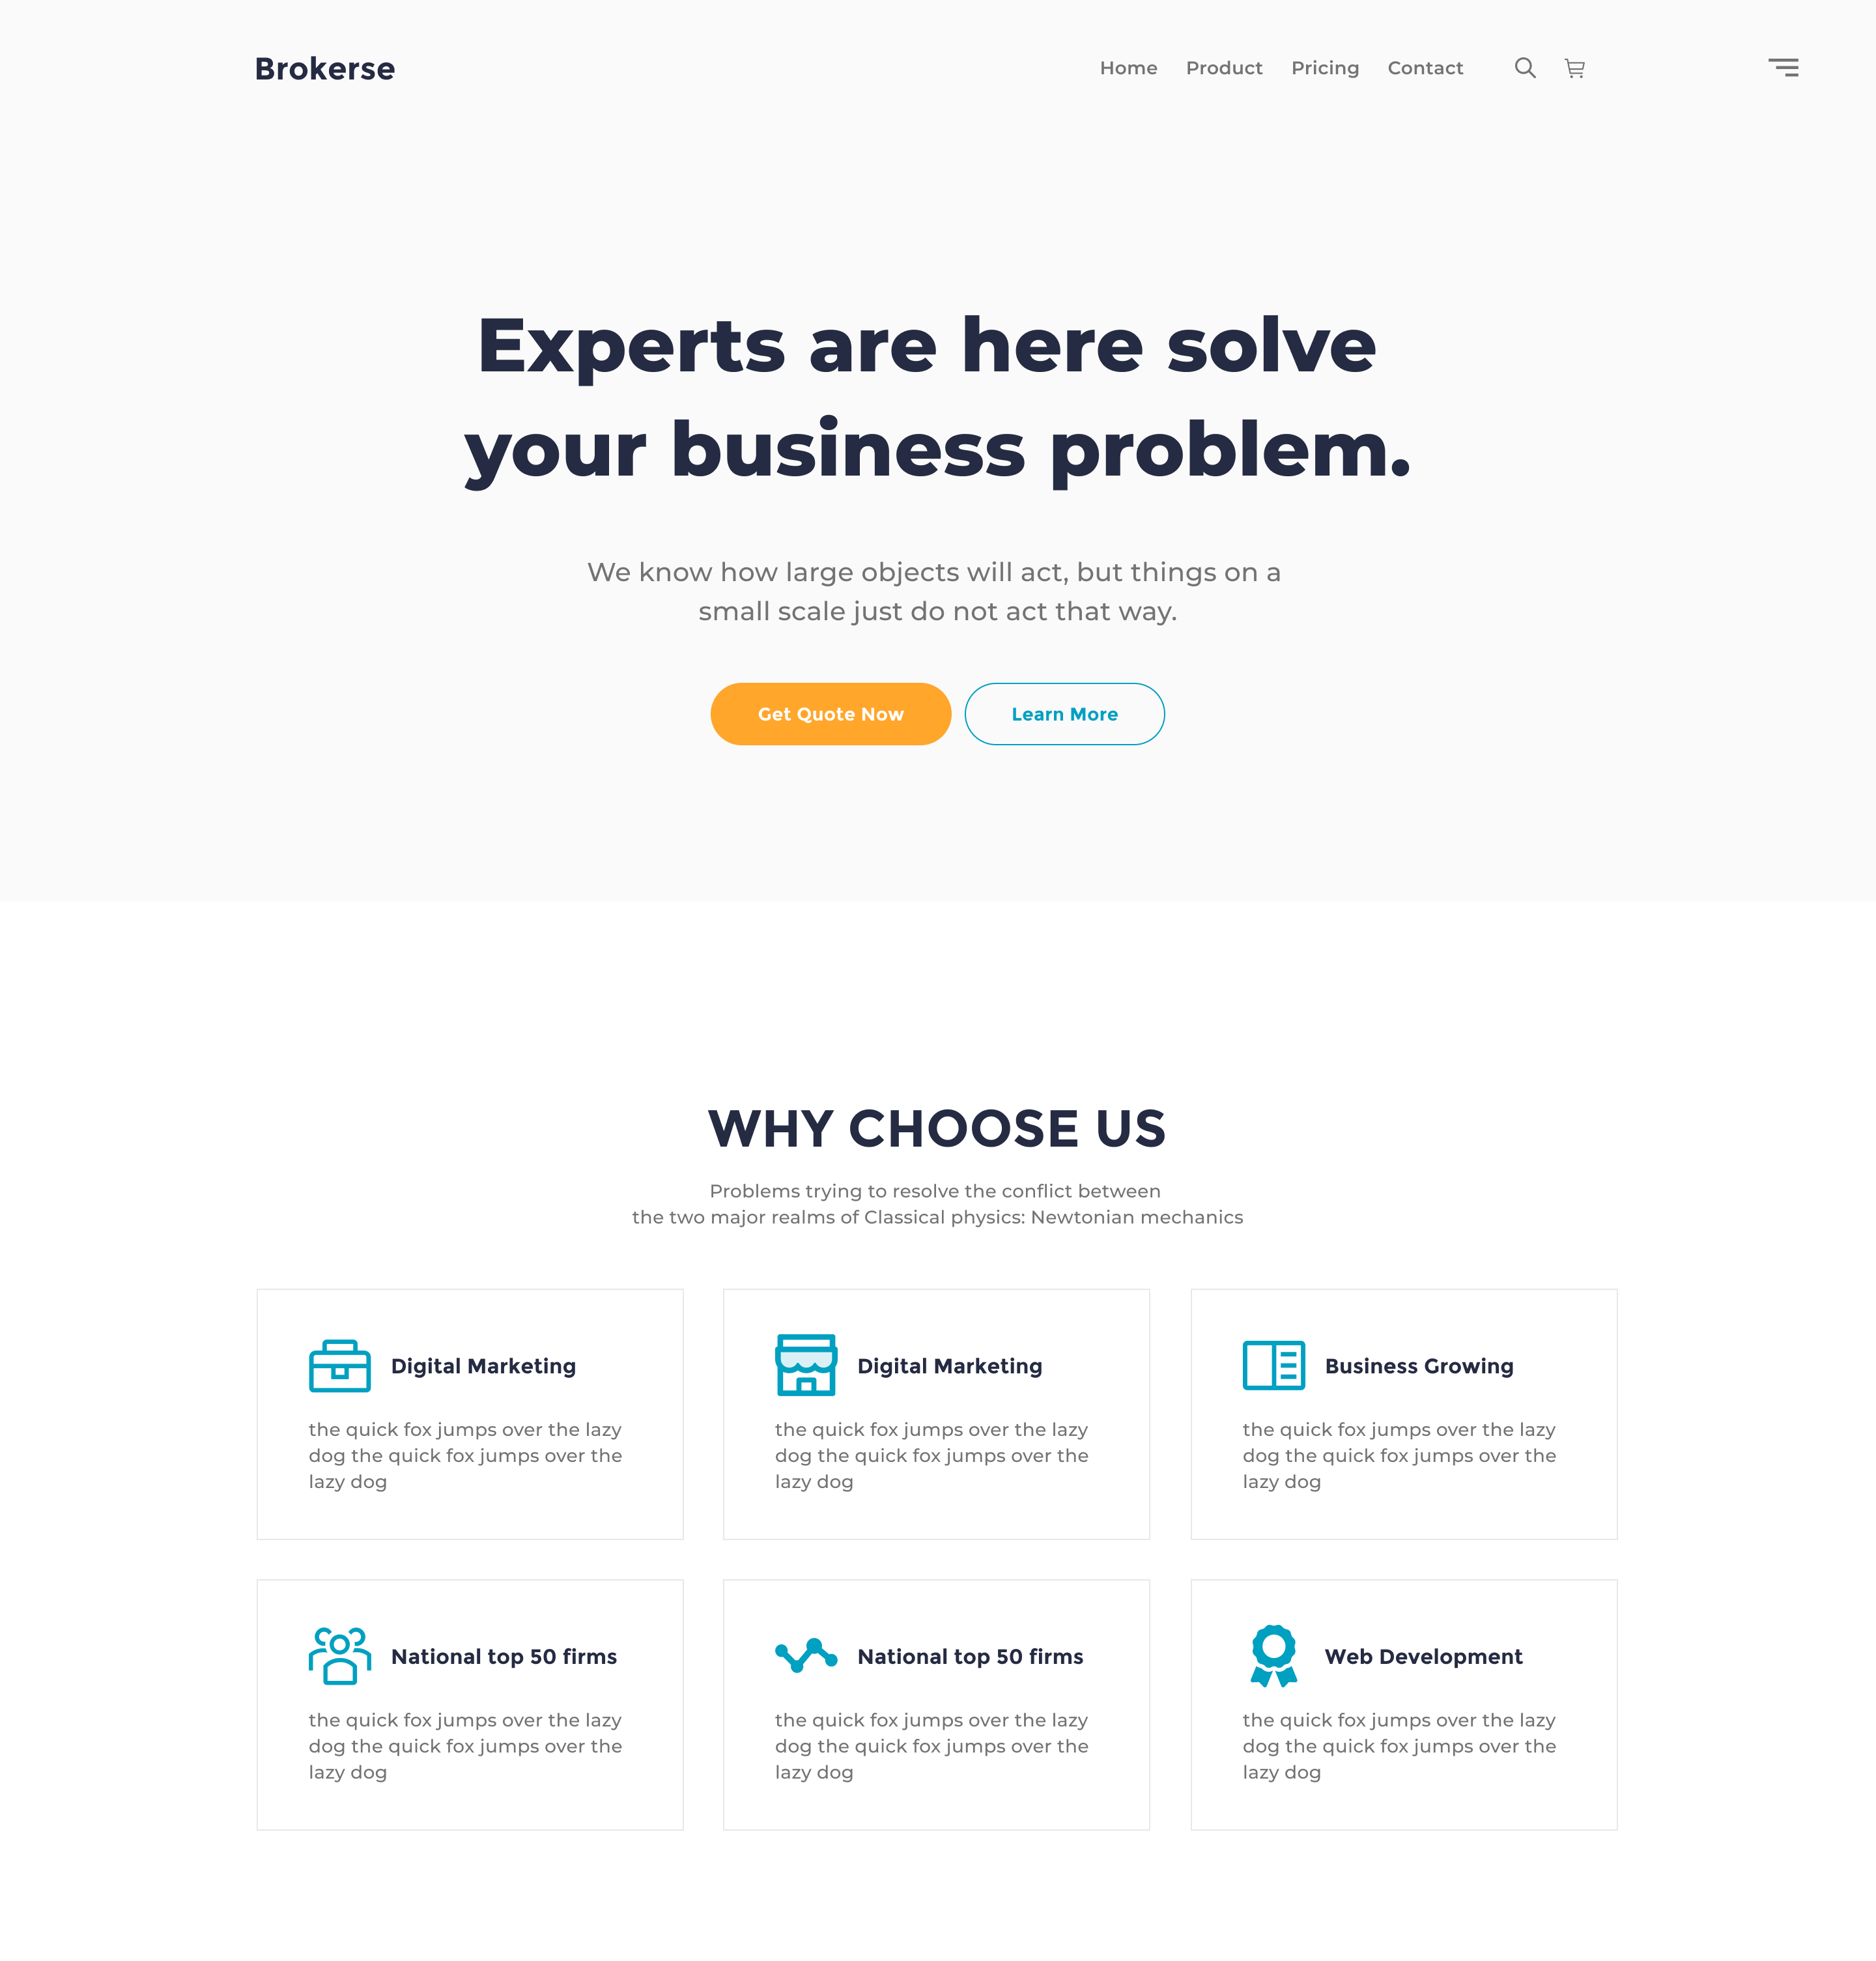 Brokerse
Home Product Pricing Contact
Experts are here solve
your business problem.
We know how large objects will act, but things on a
small scale just do not act that way.
Get Quote Now
Learn More
WHY CHOOSE US
Problems trying to resolve the conflict between
the two major realms of Classical physics: Newtonian mechanics
Digital Marketing
the quick fox jumps over the lazy
dog the quick fox jumps over the
lazy dog
Digital Marketing
the quick fox jumps over the lazy
dog the quick fox jumps over the
lazy dog
Business Growing
the quick fox jumps over the lazy
dog the quick fox jumps over the
lazy dog
National top 50 firms
the quick fox jumps over the lazy
dog the quick fox jumps over the
lazy dog
National top 50 firms
the quick fox jumps over the lazy
dog the quick fox jumps over the
lazy dog
Web Development
the quick fox jumps over the lazy
dog the quick fox jumps over the
lazy dog